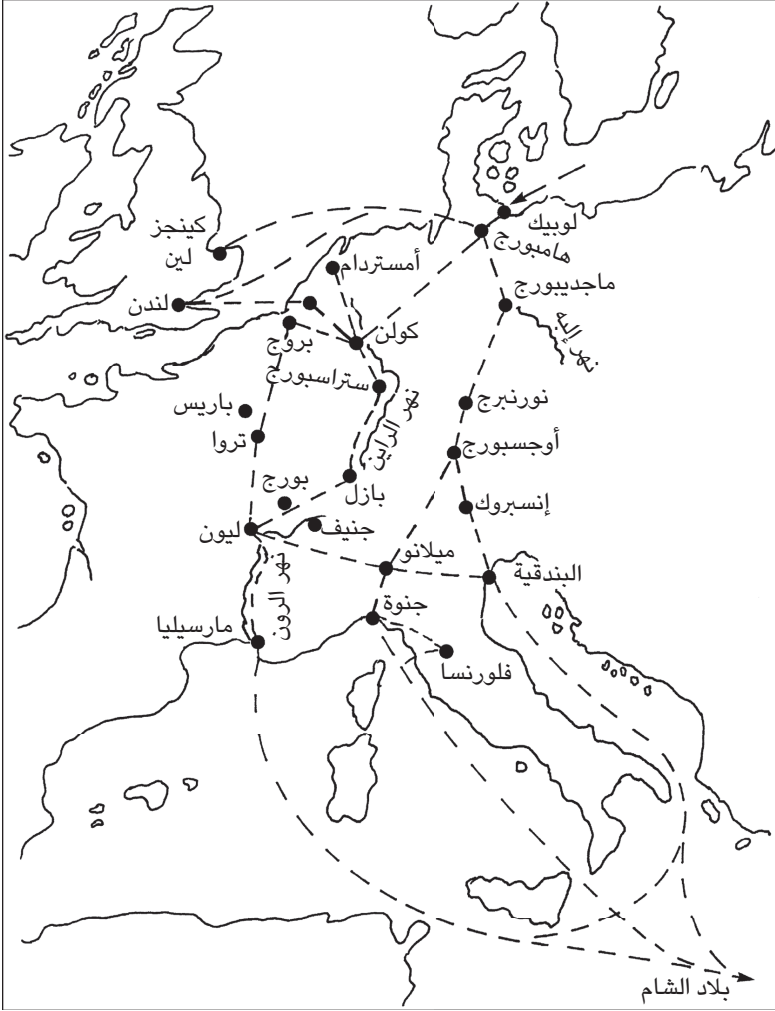 لوبيك
كينجز
لين
هامبورج
أمستردام
ماجديبورج
لندن
نهر إلبه
بروج
كولن
ستراسبورج
نورنبرج
باريس
تروا
نهر الراين
أوجسبورج
بازل
بورج
إنسبروك
ليون
جنيف
ميلانو
البندقية
نهر الرون
جنوة
مارسيليا
فلورنسا
بلاد الشام